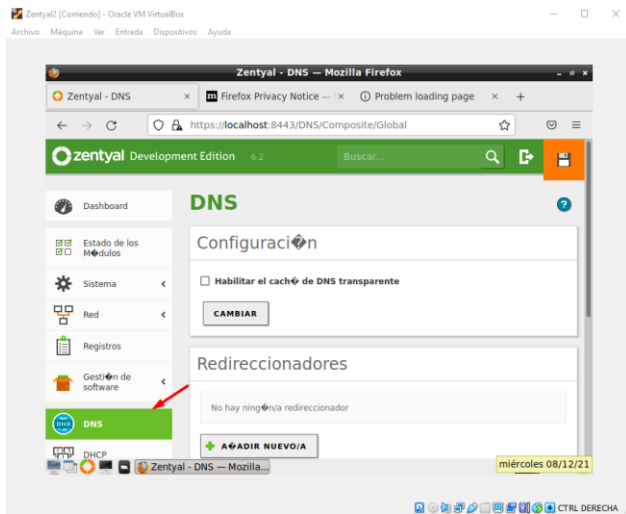 Zentyal2 [Corriendo] - Oracle VM VirtualBox
Archivo Máquina Ver Entrada Dispositivos Ayuda
Zentyal - DNS — Mozilla Firefox
Zentyal - DNS
Firefox Privacy Notice —
Problem loading page
https://localhost:8443/DNS/Composite/Global
zentyal Development Edition 6.2
Buscar...
Dashboard
Estado de los
M�dulos
Sistema
Red
Registros
Gesti�n de
software
DNS
DHCP
DNS
Configuraci�n
Habilitar el cach� de DNS transparente
CAMBIAR
Redireccionadores
No hay ning�n/a redireccionador
A�ADIR NUEVO/A
Zentyal - DNS — Mozilla...
miércoles 08/12/21
CTRL DERECHA